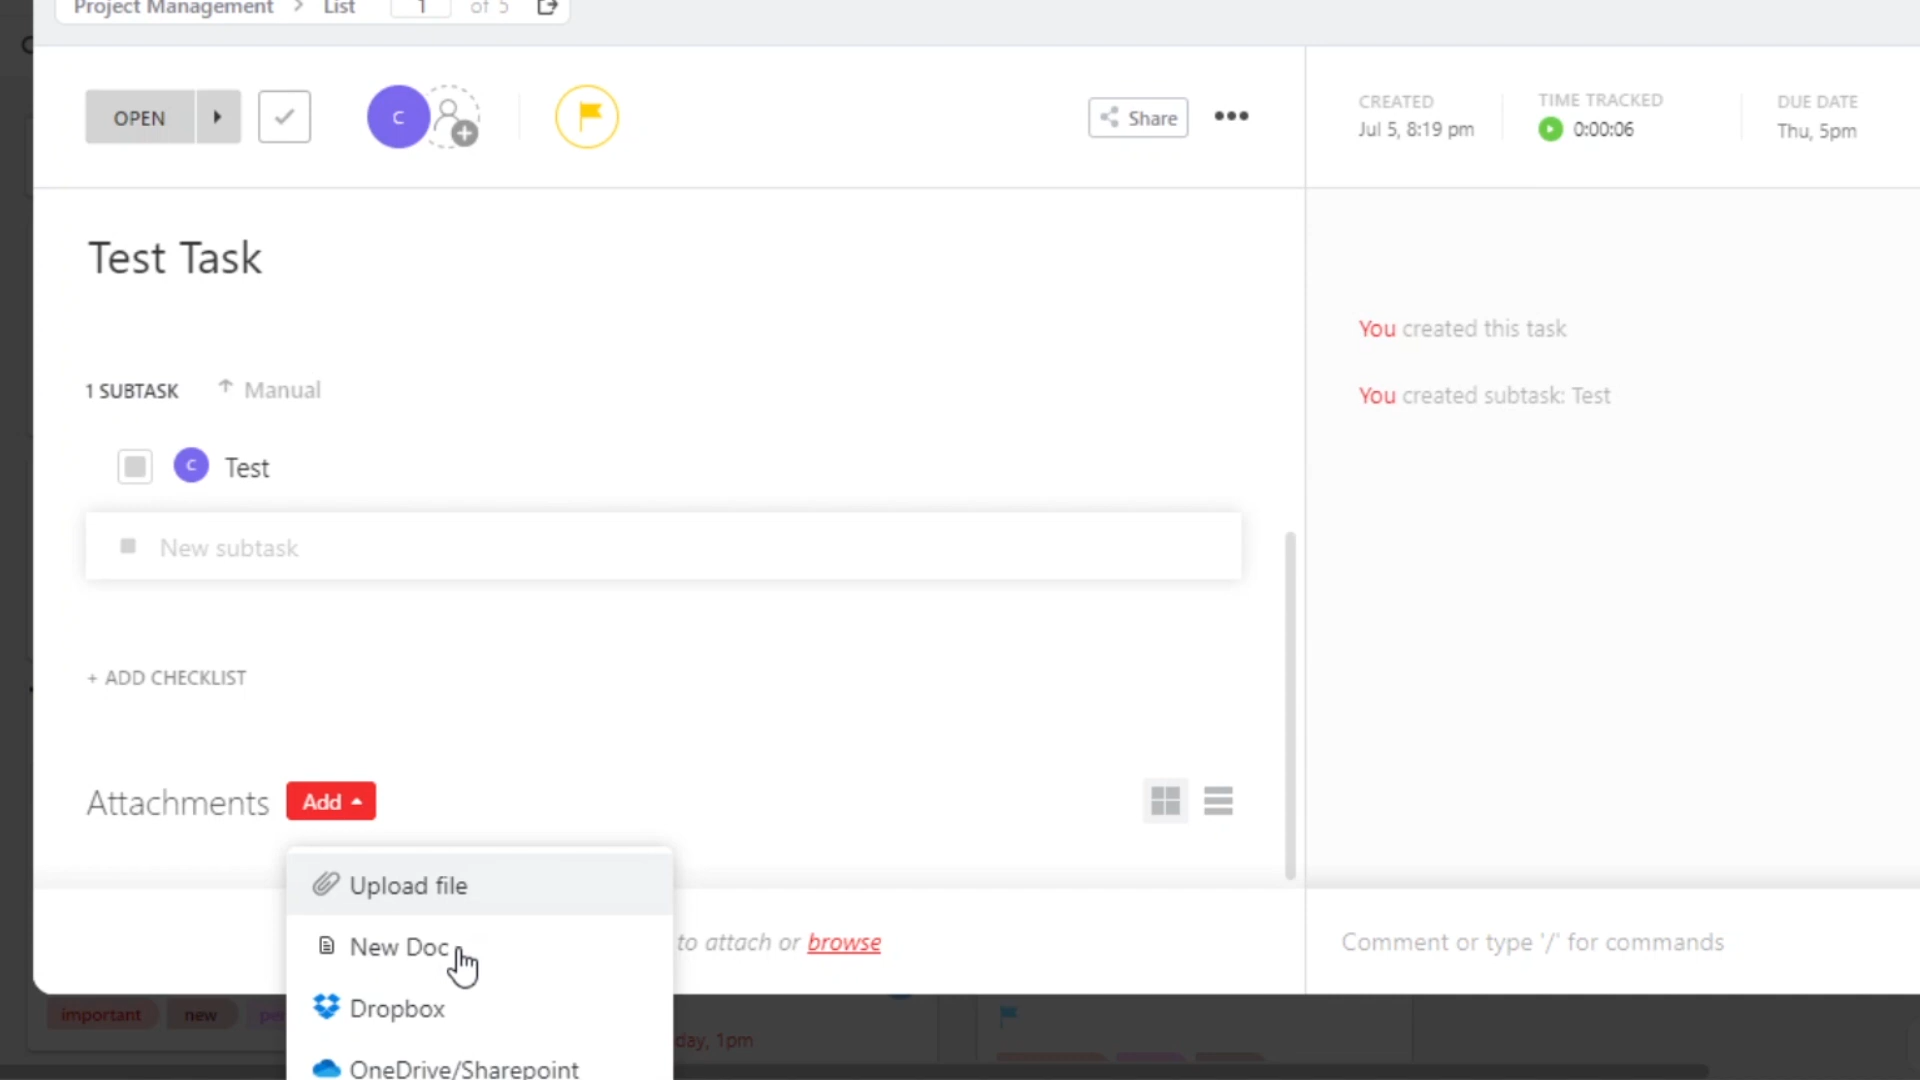 Project Management > List 1 of 5
OPEN
C
Share
CREATED
Jul 5, 8:19 pm
TIME TRACKED
0:00:06
DUE DATE
Thu, 5pm
Test Task
You created this task
1 SUBTASK
Manual
You created subtask: Test
C
Test
New subtask
+ ADD CHECKLIST
Attachments
Add
Upload file
New Doc
to attach or browse
Comment or type '/' for commands
Dropbox
important
new
day, 1pm
OneDrive/Sharepoint